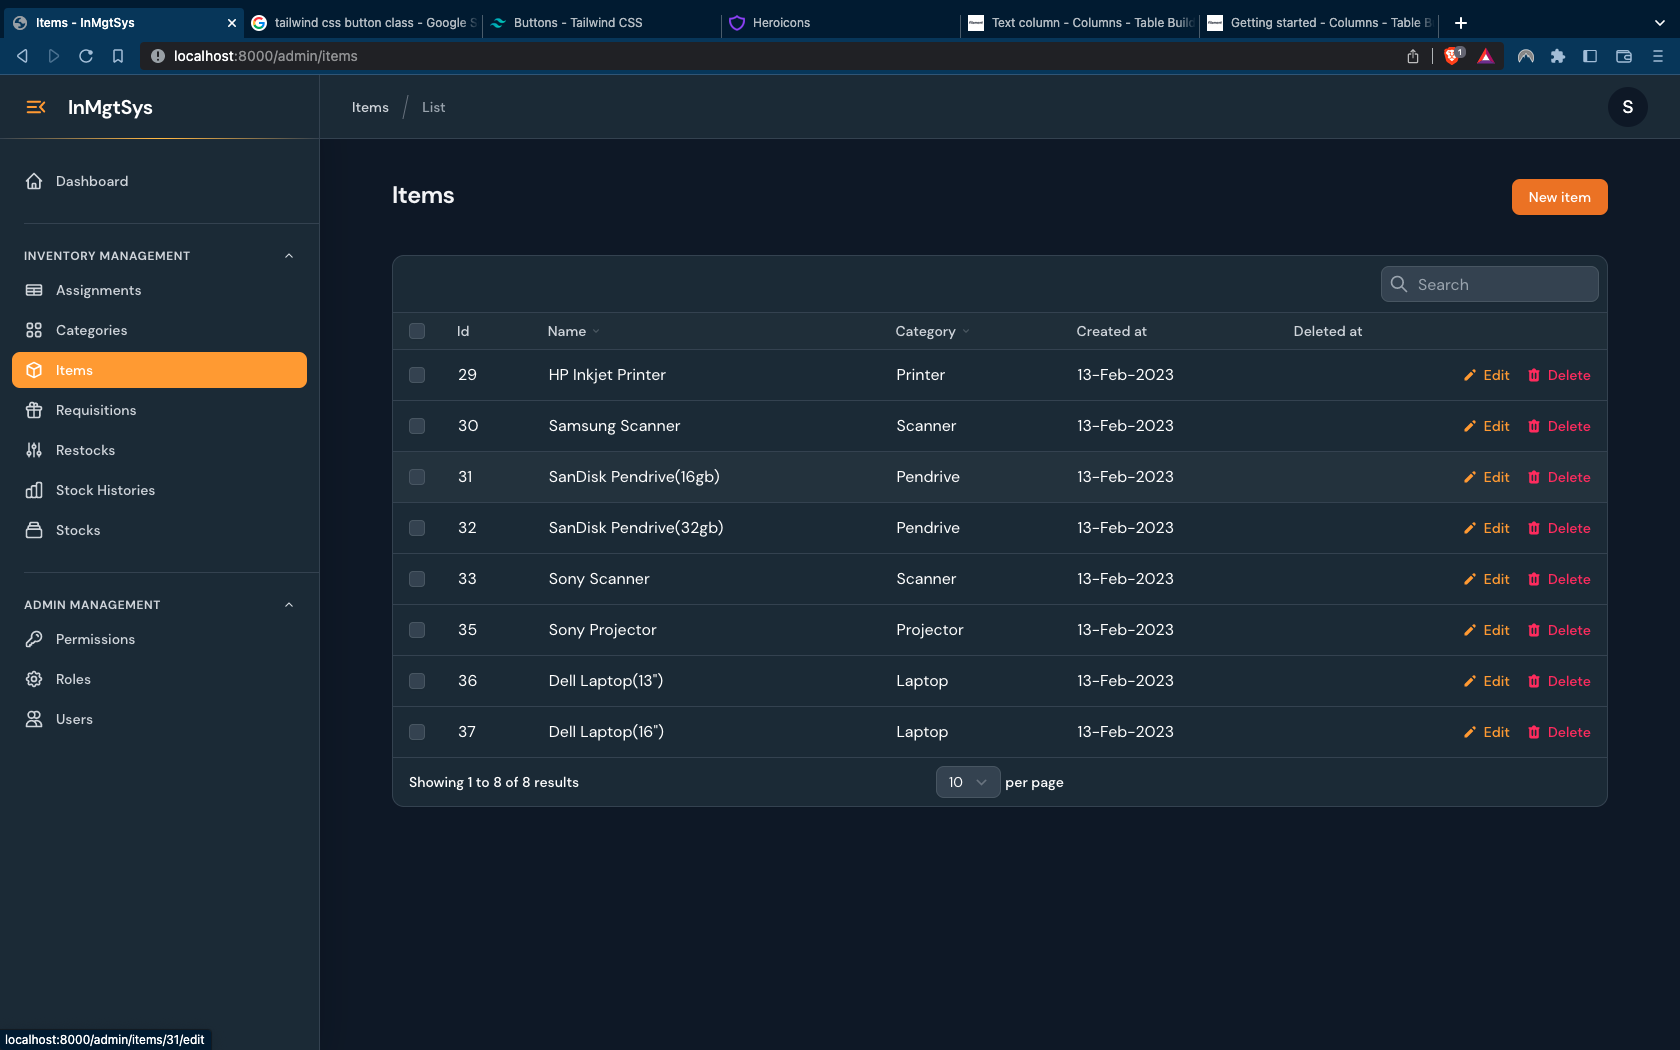 Items - InMgtSys
tailwind css button class - Google S
Buttons - Tailwind CSS
Heroicons
Text column - Columns - Table Build
Getting started - Columns - Table B
localhost:8000/admin/items
1
InMgtSys
Items / List
S
Dashboard
INVENTORY MANAGEMENT
Assignments
Categories
Items
Requisitions
Restocks
Stock Histories
Stocks
ADMIN MANAGEMENT
Permissions
Roles
Users
Items
New item
Search
Id Name Category Created at Deleted at
29 HP Inkjet Printer Printer 13-Feb-2023 Edit Delete
30 Samsung Scanner Scanner 13-Feb-2023 Edit Delete
31 SanDisk Pendrive(16gb) Pendrive 13-Feb-2023 Edit Delete
32 SanDisk Pendrive(32gb) Pendrive 13-Feb-2023 Edit Delete
33 Sony Scanner Scanner 13-Feb-2023 Edit Delete
35 Sony Projector Projector 13-Feb-2023 Edit Delete
36 Dell Laptop(13") Laptop 13-Feb-2023 Edit Delete
37 Dell Laptop(16") Laptop 13-Feb-2023 Edit Delete
Showing 1 to 8 of 8 results
10 per page
localhost:8000/admin/items/31/edit